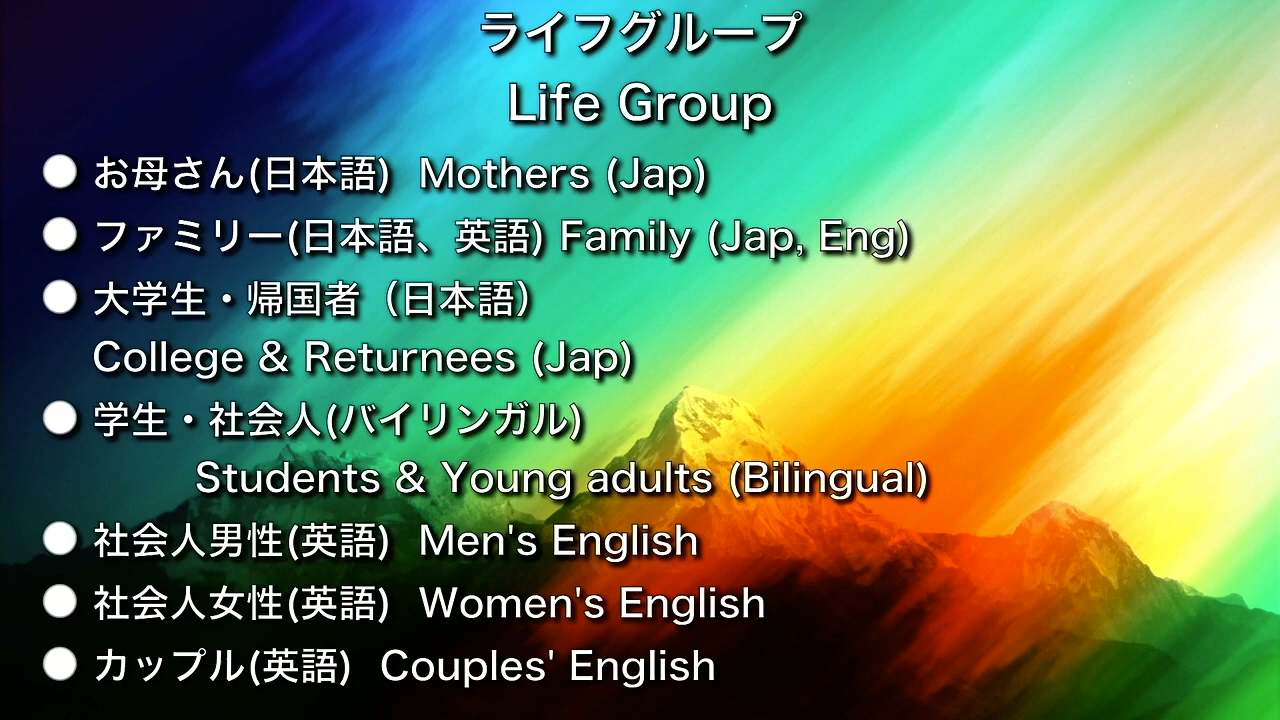 ライフグループ
Life Group
お母さん(日本語) Mothers (Jap)
ファミリー(日本語、英語) Family (Jap, Eng)
大学生・帰国者（日本語）
College & Returnees (Jap)
学生・社会人(バイリンガル)
Students & Young adults (Bilingual)
社会人男性(英語) Men's English
社会人女性(英語) Women's English
カップル(英語) Couples' English